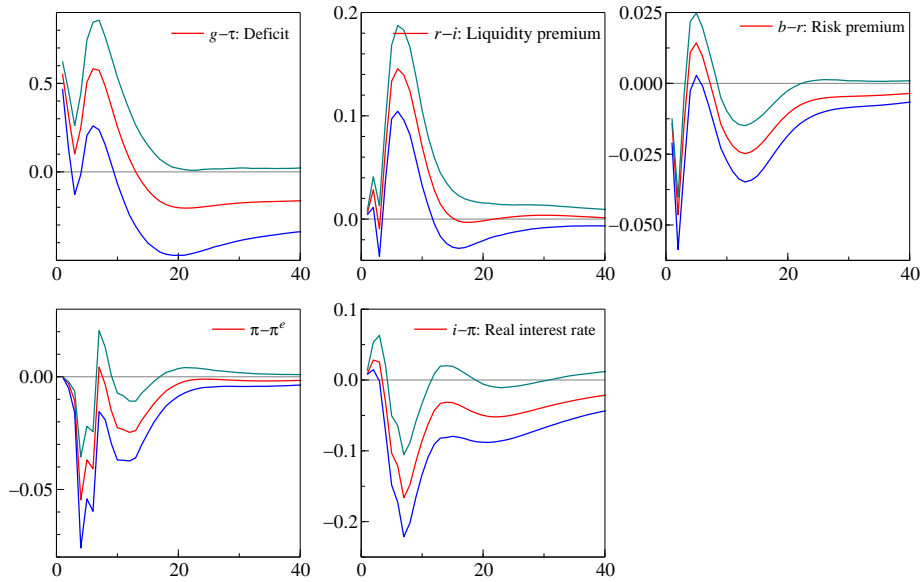 g−τ: Deficit
0.5
0.0
0 20 40
r−i: Liquidity premium
0.2
0.1
0.0
0 20 40
b−r: Risk premium
0.025
0.000
−0.025
−0.050
0 20 40
π−πᵉ
0.00
−0.05
0 20 40
i−π: Real interest rate
0.1
0.0
−0.1
−0.2
0 20 40